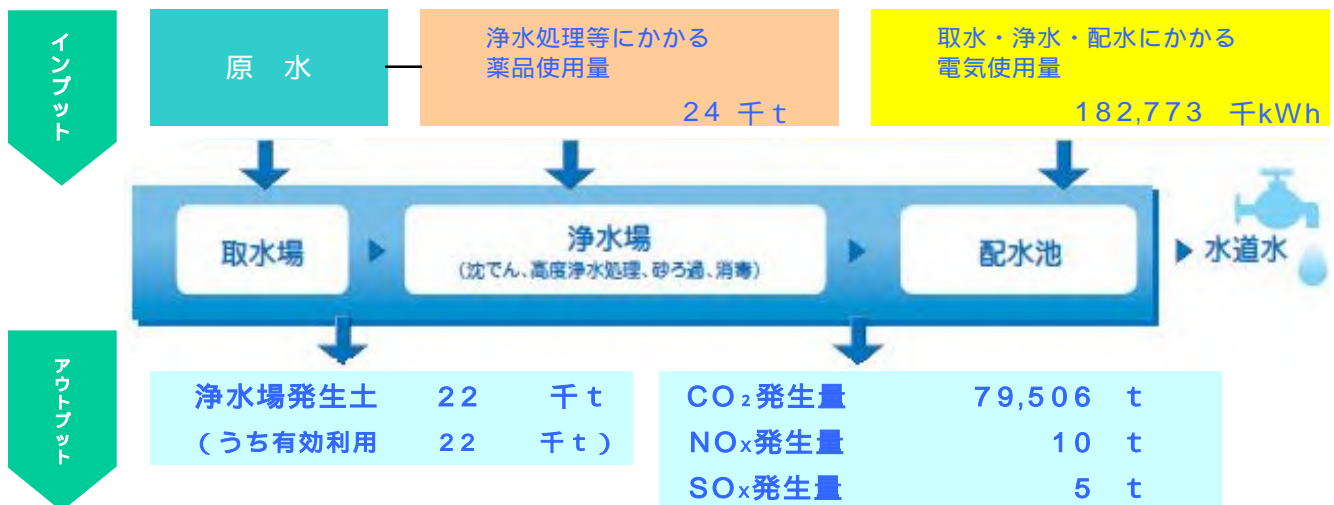 インプット
原 水
浄水処理等にかかる
薬品使用量
24 千t
取水・浄水・配水にかかる
電気使用量
182,773 千kWh
取水場
浄水場
(沈でん、高度浄水処理、砂ろ過、消毒)
配水池
水道水
アウトプット
浄水場発生土 22 千t
(うち有効利用 22 千t)
CO2発生量 79,506 t
NOx発生量 10 t
SOx発生量 5 t